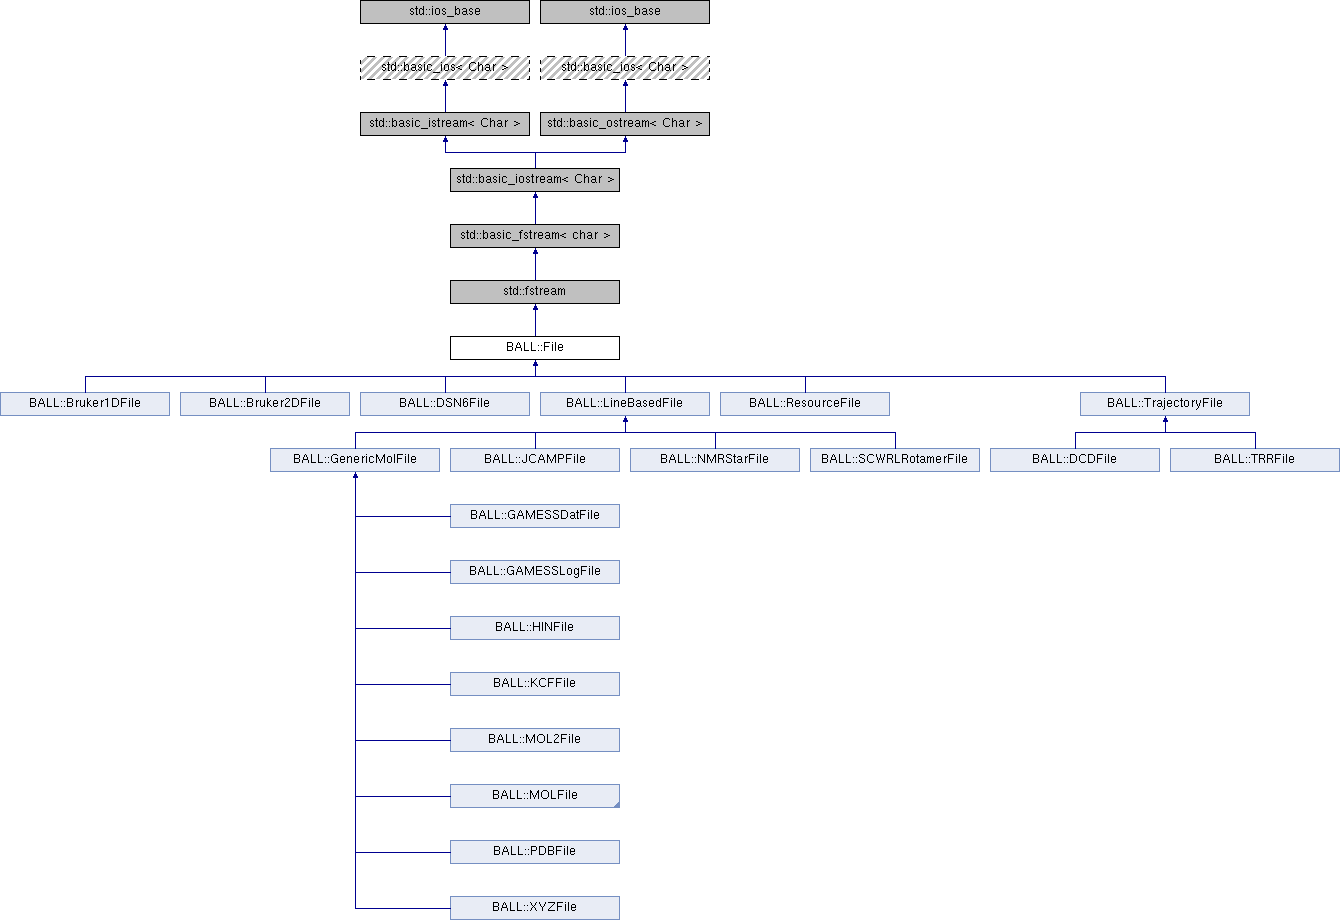 std::ios_base
std::ios_base
std::basic_ios< Char >
std::basic_ios< Char >
std::basic_istream< Char >
std::basic_ostream< Char >
std::basic_iostream< Char >
std::basic_fstream< char >
std::fstream
BALL::File
BALL::Bruker1DFile
BALL::Bruker2DFile
BALL::DSN6File
BALL::LineBasedFile
BALL::ResourceFile
BALL::TrajectoryFile
BALL::GenericMolFile
BALL::JCAMPFile
BALL::NMRStarFile
BALL::SCWRLRotamerFile
BALL::DCDFile
BALL::TRRFile
BALL::GAMESSDatFile
BALL::GAMESSLogFile
BALL::HINFile
BALL::KCFFile
BALL::MOL2File
BALL::MOLFile
BALL::PDBFile
BALL::XYZFile